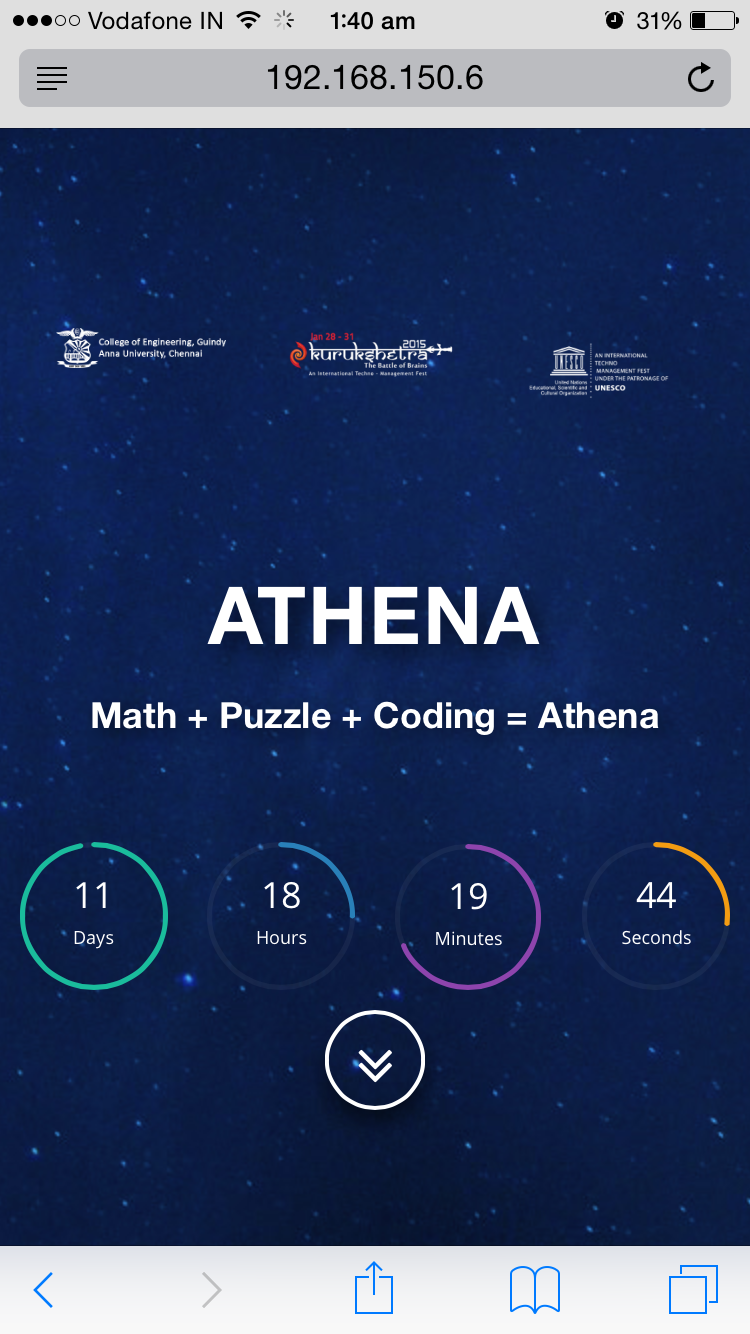 Vodafone IN 1:40 am 31%
192.168.150.6
College of Engineering, Guindy
Anna University, Chennai
Jan 28 - 31
2015
kurukshetra
The Battle of Brains
An International Techno - Management Fest
UNESCO
United Nations
Educational, Scientific and
Cultural Organization
AN INTERNATIONAL
TECHNO
MANAGEMENT FEST
UNDER THE PATRONAGE OF
UNESCO
ATHENA
Math + Puzzle + Coding = Athena
11
Days
18
Hours
19
Minutes
44
Seconds